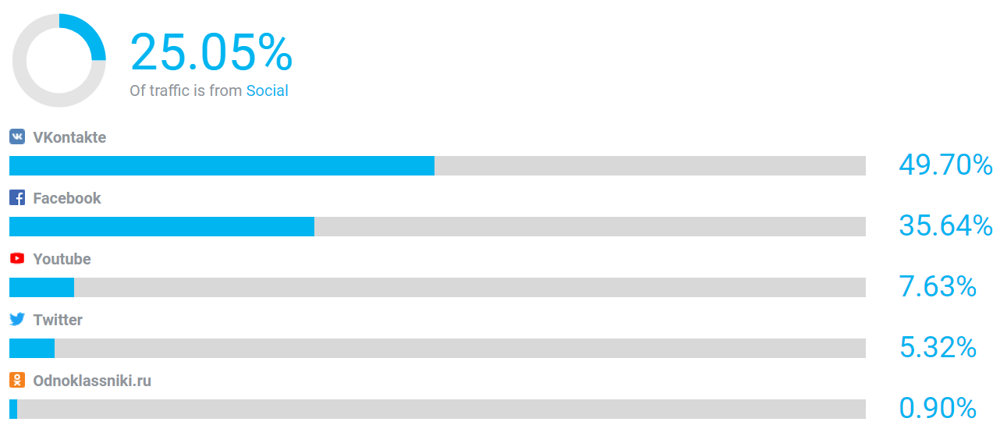 25.05%
Of traffic is from Social
VKontakte
49.70%
Facebook
35.64%
Youtube
7.63%
Twitter
5.32%
Odnoklassniki.ru
0.90%